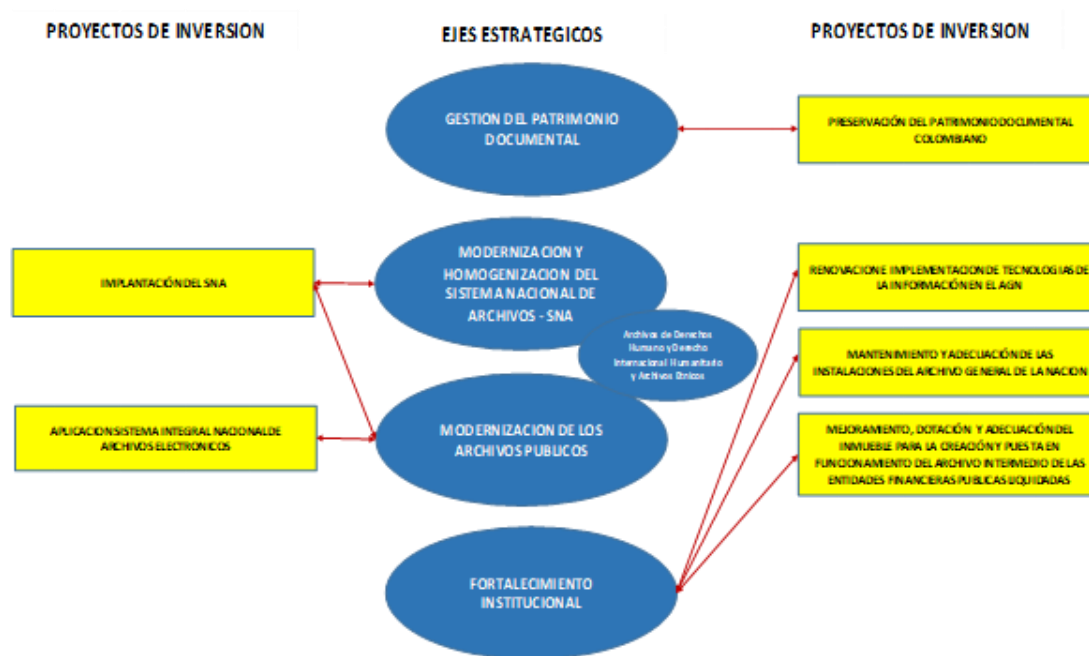 PROYECTOS DE INVERSION
EJES ESTRATEGICOS
PROYECTOS DE INVERSION
GESTION DEL PATRIMONIO
DOCUMENTAL
PRESERVACIÓN DEL PATRIMONIO DOCUMENTAL
COLOMBIANO
IMPLANTACIÓN DEL SNA
MODERNIZACION Y
HOMOGENIZACION DEL
SISTEMA NACIONAL DE
ARCHIVOS - SNA
RENOVACION E IMPLEMENTACION DE TECNOLOGIAS DE
LA INFORMACIÓN EN EL AGN
Archivos de Derechos
Humano y Derecho
Internacional Humanitario
y Archivos Etnicos
MANTENIMIENTO Y ADECUACIÓN DE LAS
INSTALACIONES DEL ARCHIVO GENERAL DE LA NACION
APLICACION SISTEMA INTEGRAL NACIONAL DE
ARCHIVOS ELECTRONICOS
MODERNIZACION DE LOS
ARCHIVOS PUBLICOS
MEJORAMIENTO, DOTACIÓN Y ADECUACIÓN DEL
INMUEBLE PARA LA CREACIÓN Y PUESTA EN
FUNCIONAMIENTO DEL ARCHIVO INTERMEDIO DE LAS
ENTIDADES FINANCIERAS PUBLICAS LIQUIDADAS
FORTALECIMIENTO
INSTITUCIONAL